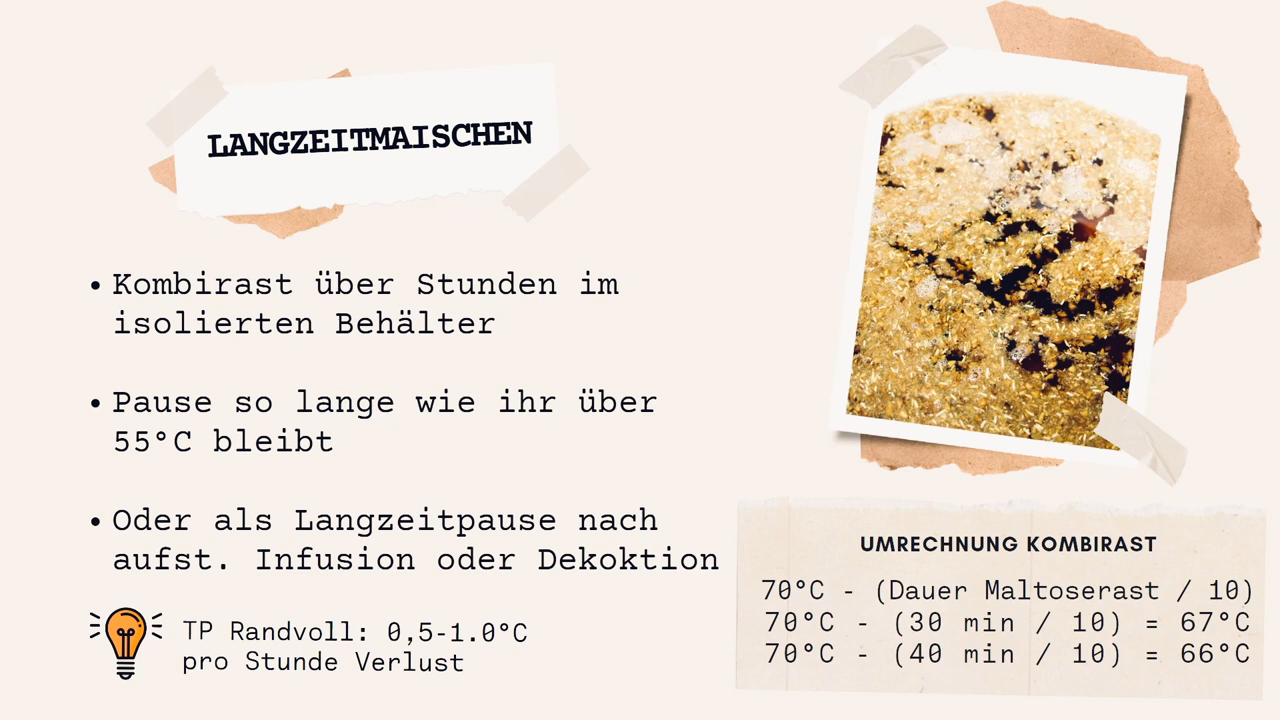 LANGZEITMAISCHEN
• Kombirast über Stunden im
isolierten Behälter
• Pause so lange wie ihr über
55°C bleibt
• Oder als Langzeitpause nach
aufst. Infusion oder Dekoktion
TP Randvoll: 0,5-1.0°C
pro Stunde Verlust
UMRECHNUNG KOMBIRAST
70°C - (Dauer Maltoserast / 10)
70°C - (30 min / 10) = 67°C
70°C - (40 min / 10) = 66°C